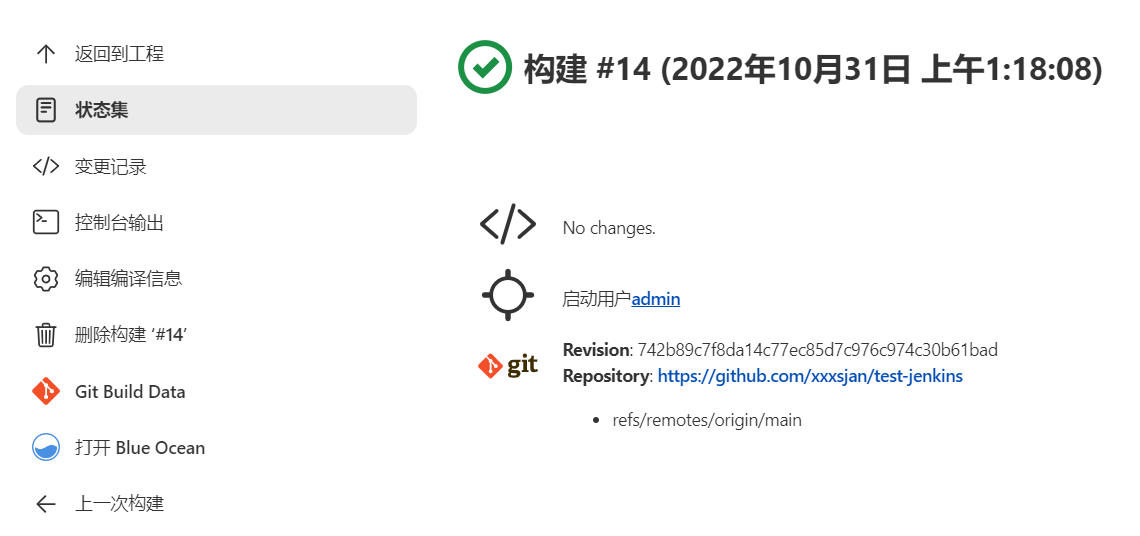 返回到工程
状态集
变更记录
控制台输出
编辑编译信息
删除构建 ‘#14’
Git Build Data
打开 Blue Ocean
上一次构建
构建 #14 (2022年10月31日 上午1:18:08)
No changes.
启动用户admin
git
Revision: 742b89c7f8da14c77ec85d7c976c974c30b61bad
Repository: https://github.com/xxxsjan/test-jenkins
• refs/remotes/origin/main